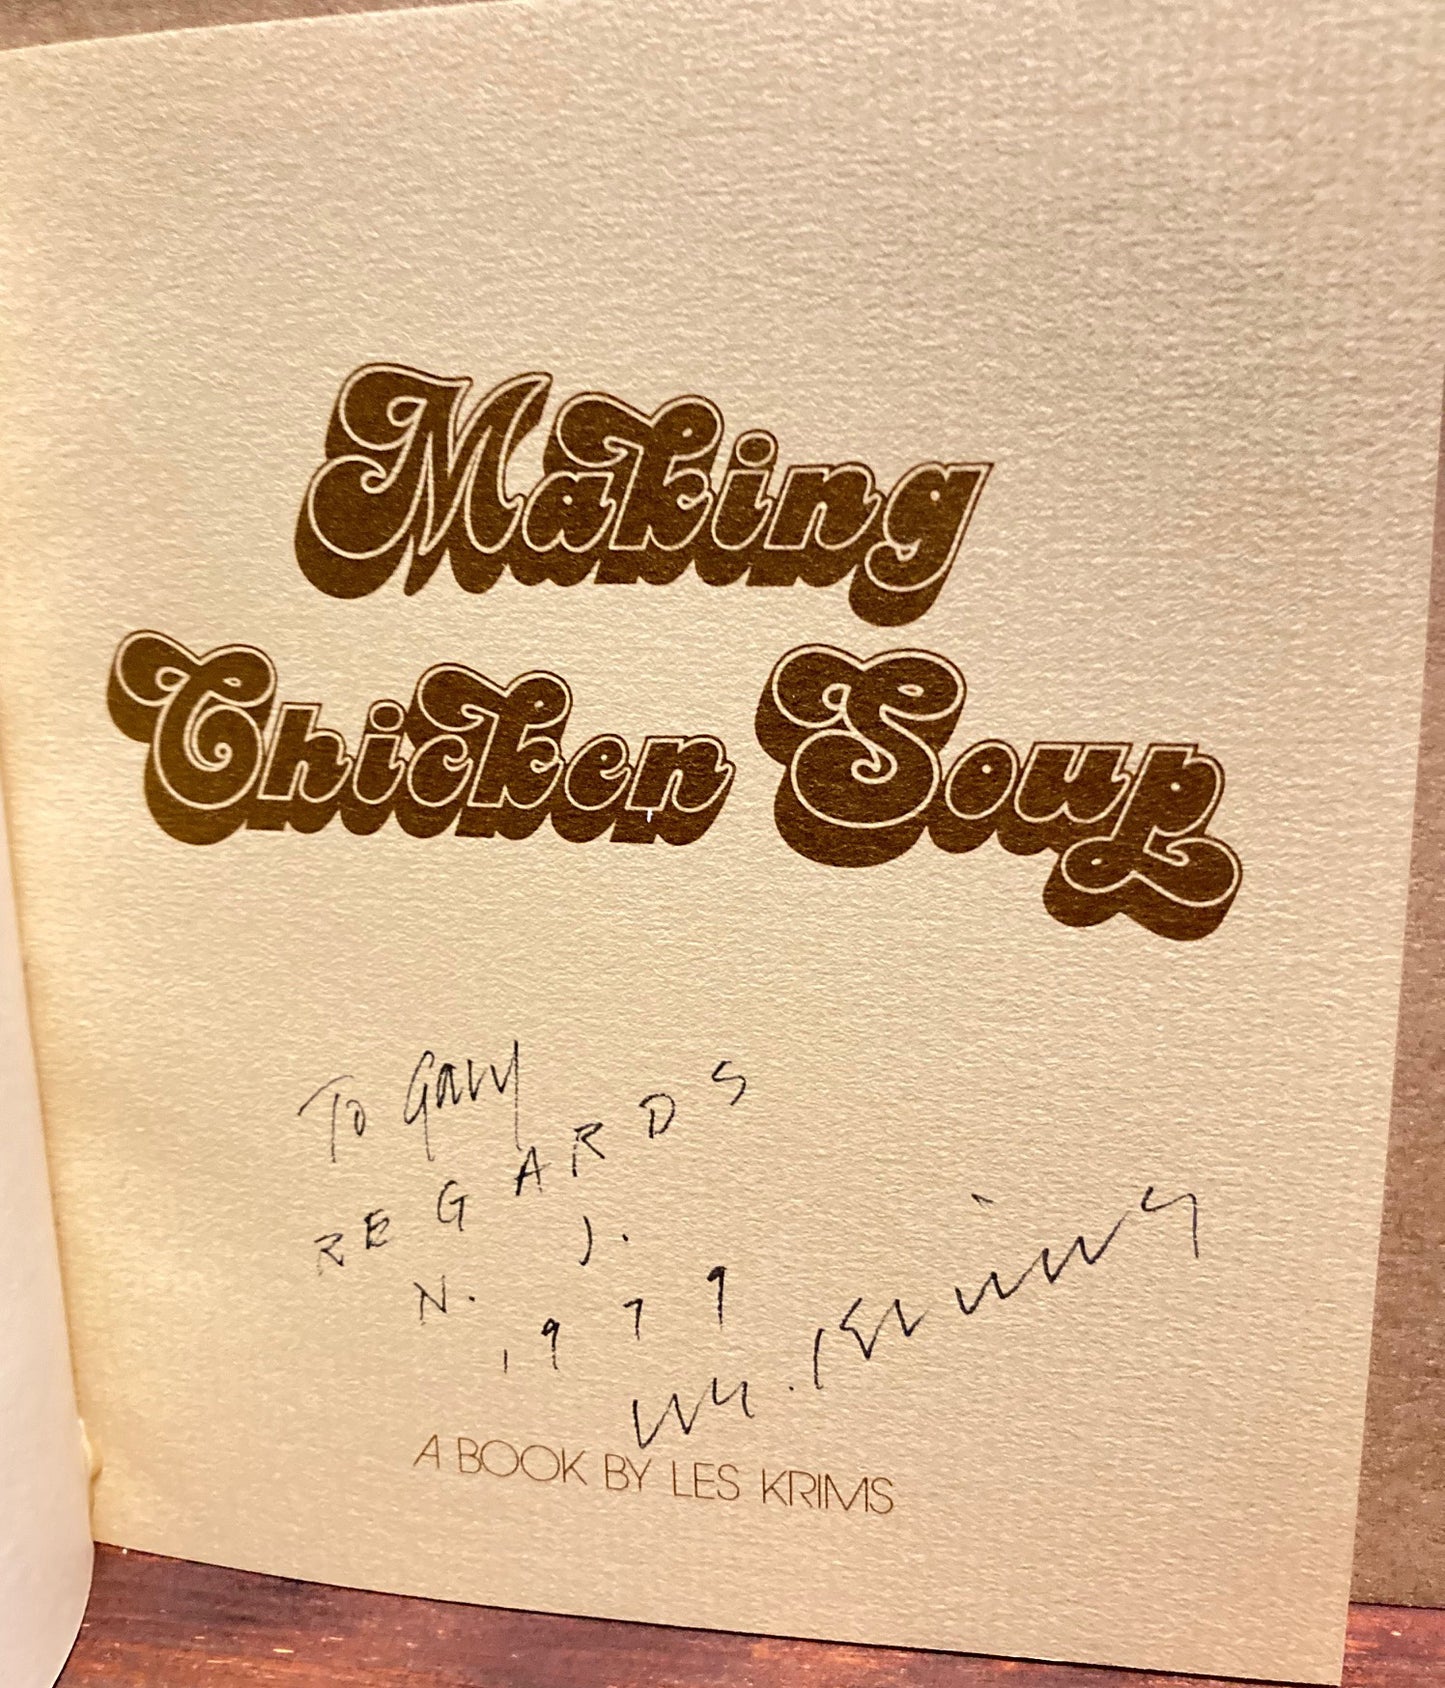 Making
Chicken Soup
To Gary
REGARDS
N. J.
1979
A BOOK BY LES KRIMS